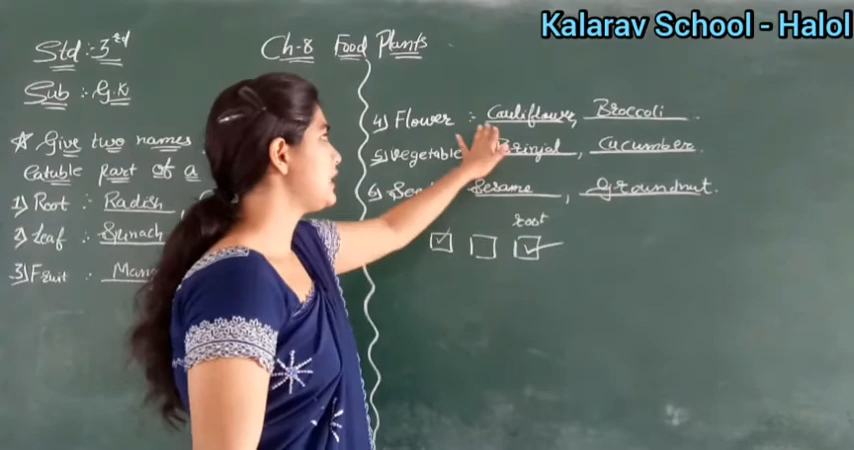 Kalarav School - Halol
Std :- 3rd
Ch-8 Food Plants
Sub :- G.K
Give two names
Eatable part of a
1) Root :- Radish,
2) Leaf :- Spinach
3) Fruit :-
4) Flower :- Cauliflower, Broccoli
5) Vegetable Brinjal, Cucumber
6) Sesame, Groundnut
root